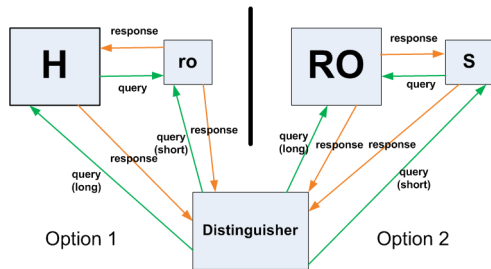 response
H
ro
query
query
(short)
response
response
query
(long)
Option 1
response
RO
S
query
query
(long)
response
response
query
(short)
Distinguisher
Option 2